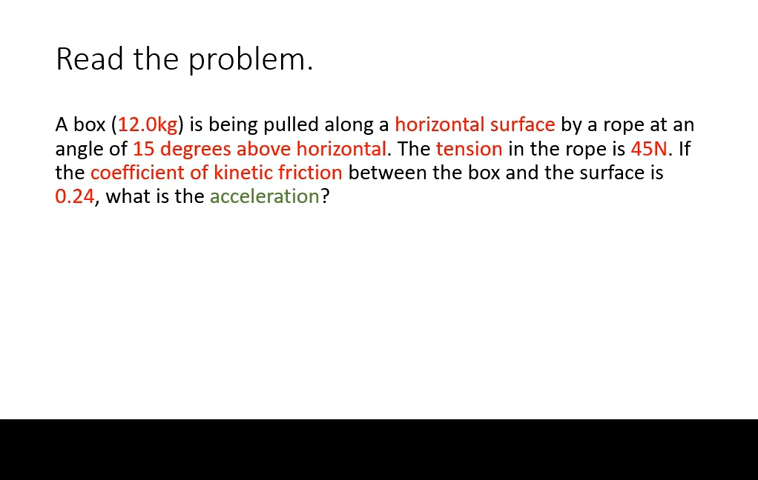 Read the problem.
A box (12.0kg) is being pulled along a horizontal surface by a rope at an
angle of 15 degrees above horizontal. The tension in the rope is 45N. If
the coefficient of kinetic friction between the box and the surface is
0.24, what is the acceleration?